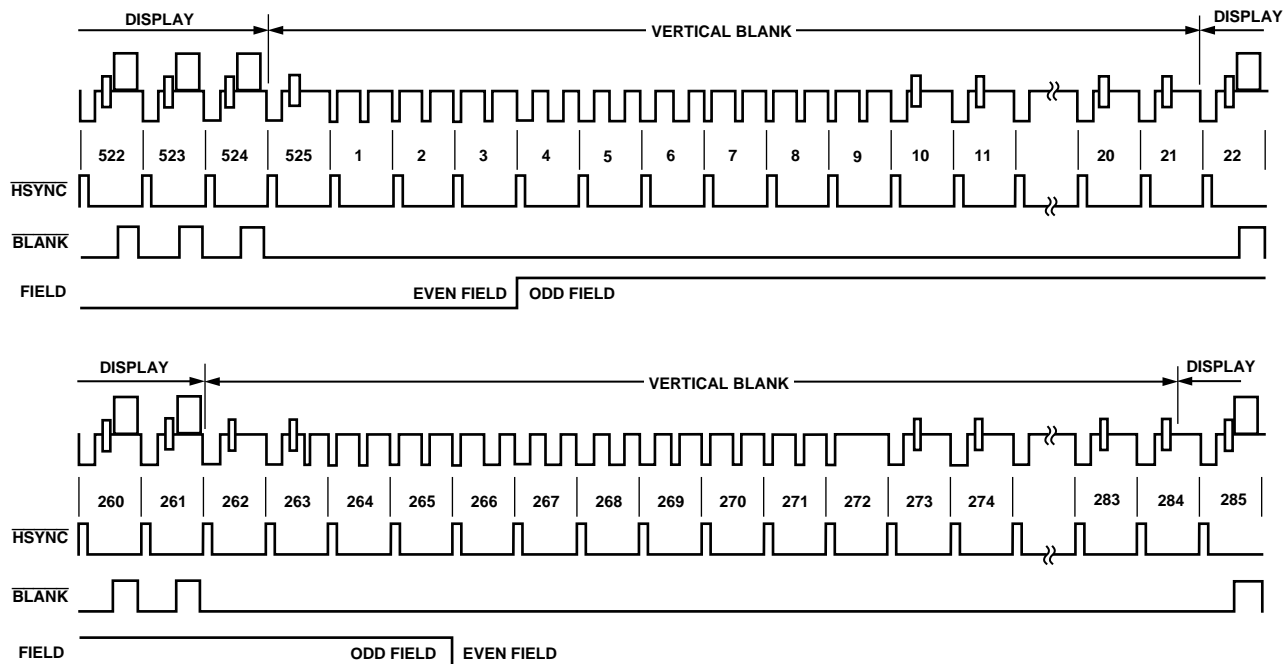 DISPLAY VERTICAL BLANK DISPLAY
522 523 524 525 1 2 3 4 5 6 7 8 9 10 11 20 21 22
HSYNC
BLANK
FIELD EVEN FIELD ODD FIELD
DISPLAY VERTICAL BLANK DISPLAY
260 261 262 263 264 265 266 267 268 269 270 271 272 273 274 283 284 285
HSYNC
BLANK
FIELD ODD FIELD EVEN FIELD